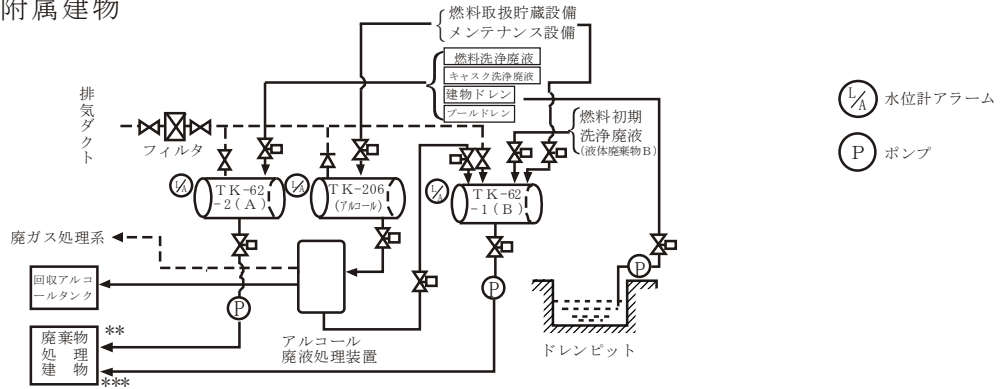 附属建物
燃料取扱貯蔵設備
メンテナンス設備
燃料洗浄廃液
キャスク洗浄廃液
建物ドレン
プールドレン
排気ダクト
フィルタ
燃料初期
洗浄廃液
(液体廃棄物B)
L/A
水位計アラーム
P
ポンプ
L/A
TK-62
-2(A)
L/A
TK-206
(アルコール)
L/A
TK-62
-1(B)
廃ガス処理系
回収アルコ
ールタンク
P
P
P
廃棄物
処理
建物
**
***
アルコール
廃液処理装置
ドレンピット